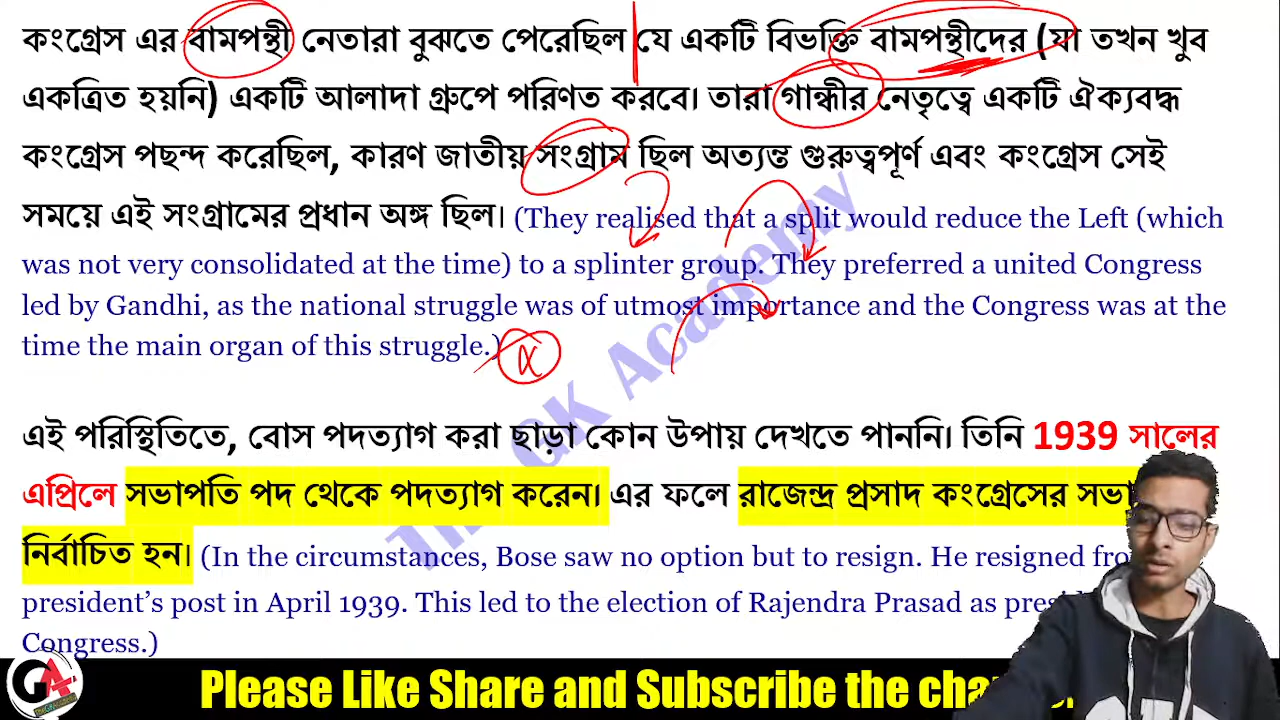 কংগ্রেস এর বামপন্থী নেতারা বুঝতে পেরেছিল যে একটি বিভক্তি বামপন্থীদের (যা তখন খুব
একত্রিত হয়নি) একটি আলাদা গ্রুপে পরিণত করবে। তারা গান্ধীর নেতৃত্বে একটি ঐক্যবদ্ধ
কংগ্রেস পছন্দ করেছিল, কারণ জাতীয় সংগ্রাম ছিল অত্যন্ত গুরুত্বপূর্ণ এবং কংগ্রেস সেই
সময়ে এই সংগ্রামের প্রধান অঙ্গ ছিল। (They realised that a split would reduce the Left (which
was not very consolidated at the time) to a splinter group. They preferred a united Congress
led by Gandhi, as the national struggle was of utmost importance and the Congress was at the
time the main organ of this struggle.)
এই পরিস্থিতিতে, বোস পদত্যাগ করা ছাড়া কোন উপায় দেখতে পাননি। তিনি 1939 সালের
এপ্রিলে সভাপতি পদ থেকে পদত্যাগ করেন। এর ফলে রাজেন্দ্র প্রসাদ কংগ্রেসের
নির্বাচিত হন। (In the circumstances, Bose saw no option but to resign. He resigned
president's post in April 1939. This led to the election of Rajendra Prasad as
Congress.)
GK Academy
Please Like Share and Subscribe the